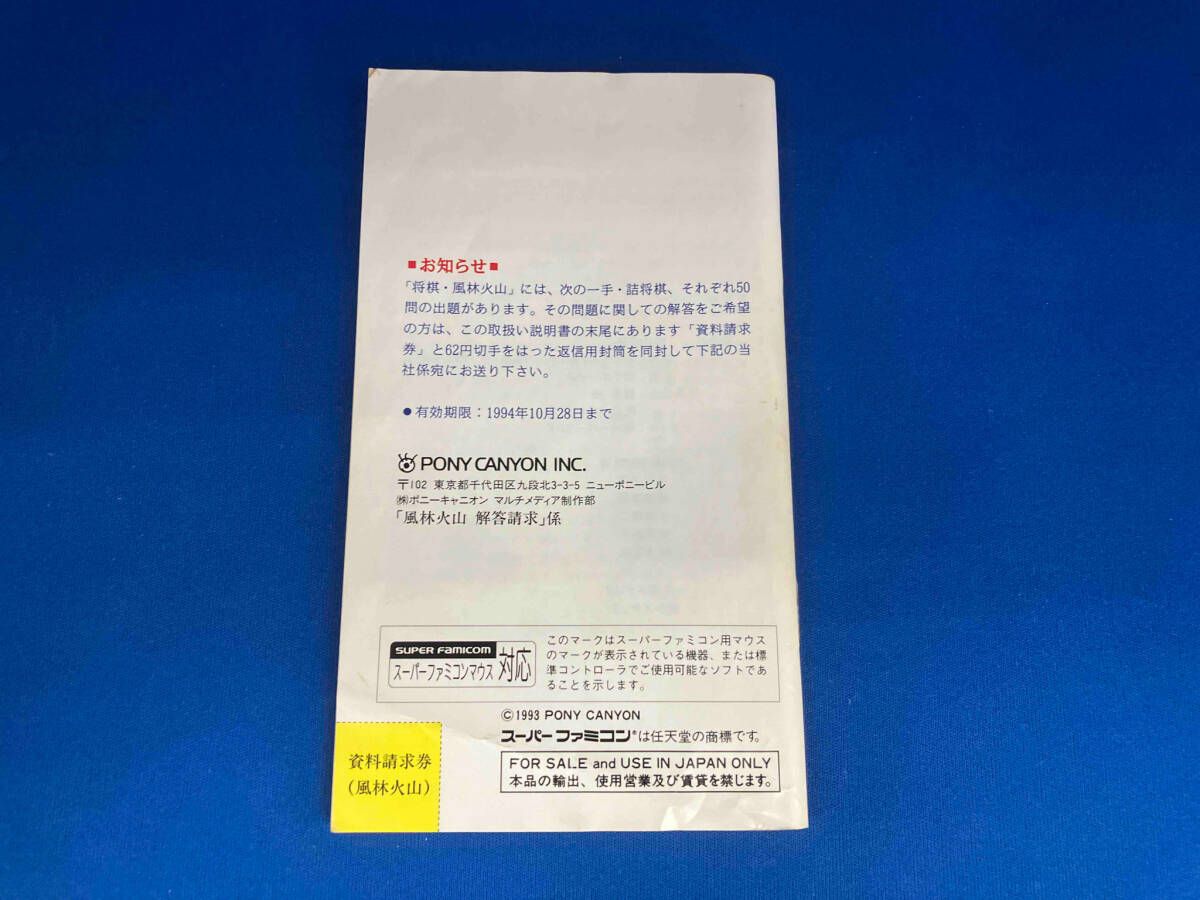 ■お知らせ■
「将棋・風林火山」には、次の一手・詰将棋、それぞれ50
問の出題があります。その問題に関しての解答をご希望
の方は、この取扱い説明書の末尾にあります「資料請求
券」と62円切手をはった返信用封筒を同封して下記の当
社係宛にお送り下さい。
●有効期限：1994年10月28日まで
PONY CANYON INC.
〒102 東京都千代田区九段北3-3-5 ニューポニービル
㈱ポニーキャニオン マルチメディア制作部
「風林火山 解答請求」係
SUPER FAMICOM
スーパーファミコンマウス 対応
このマークはスーパーファミコン用マウス
のマークが表示されている機器、または標
準コントローラでご使用可能なソフトであ
ることを示します。
©1993 PONY CANYON
スーパーファミコン®は任天堂の商標です。
FOR SALE and USE IN JAPAN ONLY
本品の輸出、使用営業及び賃貸を禁じます。
資料請求券
（風林火山）